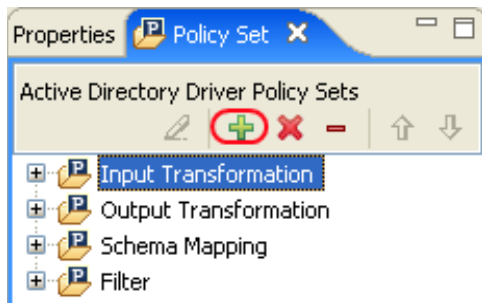 Properties Policy Set
Active Directory Driver Policy Sets
Input Transformation
Output Transformation
Schema Mapping
Filter